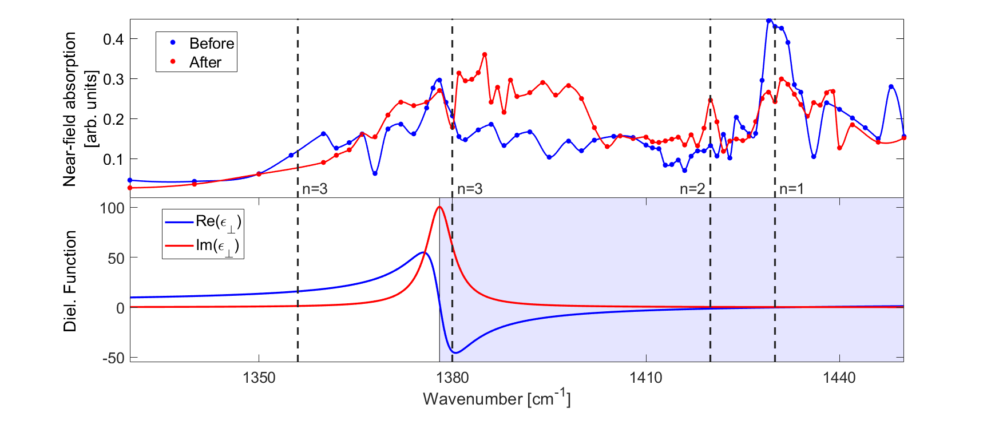 Near-field absorption
[arb. units]
0.4
0.3
0.2
0.1
Before
After
n=3
n=3
n=2
n=1
Diel. Function
100
50
0
-50
Re(ϵ⊥)
Im(ϵ⊥)
1350
1380
1410
1440
Wavenumber [cm⁻¹]